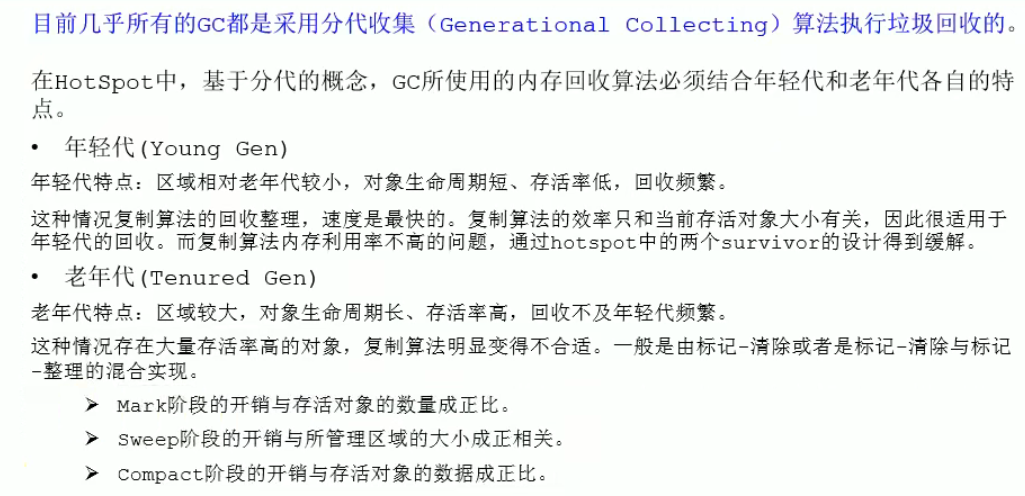 目前几乎所有的GC都是采用分代收集（Generational Collecting）算法执行垃圾回收的。
在HotSpot中，基于分代的概念，GC所使用的内存回收算法必须结合年轻代和老年代各自的特
点。
• 年轻代(Young Gen)
年轻代特点：区域相对老年代较小，对象生命周期短、存活率低，回收频繁。
这种情况复制算法的回收整理，速度是最快的。复制算法的效率只和当前存活对象大小有关，因此很适用于
年轻代的回收。而复制算法内存利用率不高的问题，通过hotspot中的两个survivor的设计得到缓解。
• 老年代(Tenured Gen)
老年代特点：区域较大，对象生命周期长、存活率高，回收不及年轻代频繁。
这种情况存在大量存活率高的对象，复制算法明显变得不合适。一般是由标记-清除或者是标记-清除与标记
-整理的混合实现。
➢ Mark阶段的开销与存活对象的数量成正比。
➢ Sweep阶段的开销与所管理区域的大小成正相关。
➢ Compact阶段的开销与存活对象的数据成正比。